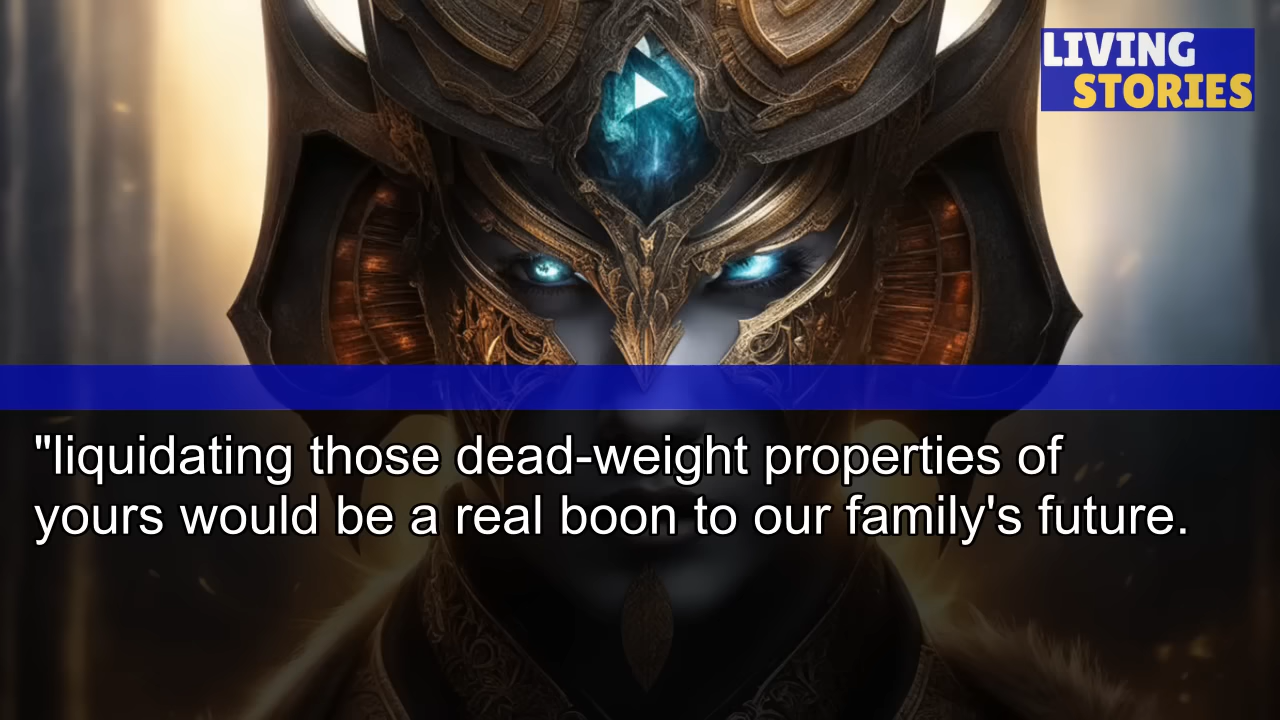 LIVING
STORIES
"liquidating those dead-weight properties of
yours would be a real boon to our family's future.